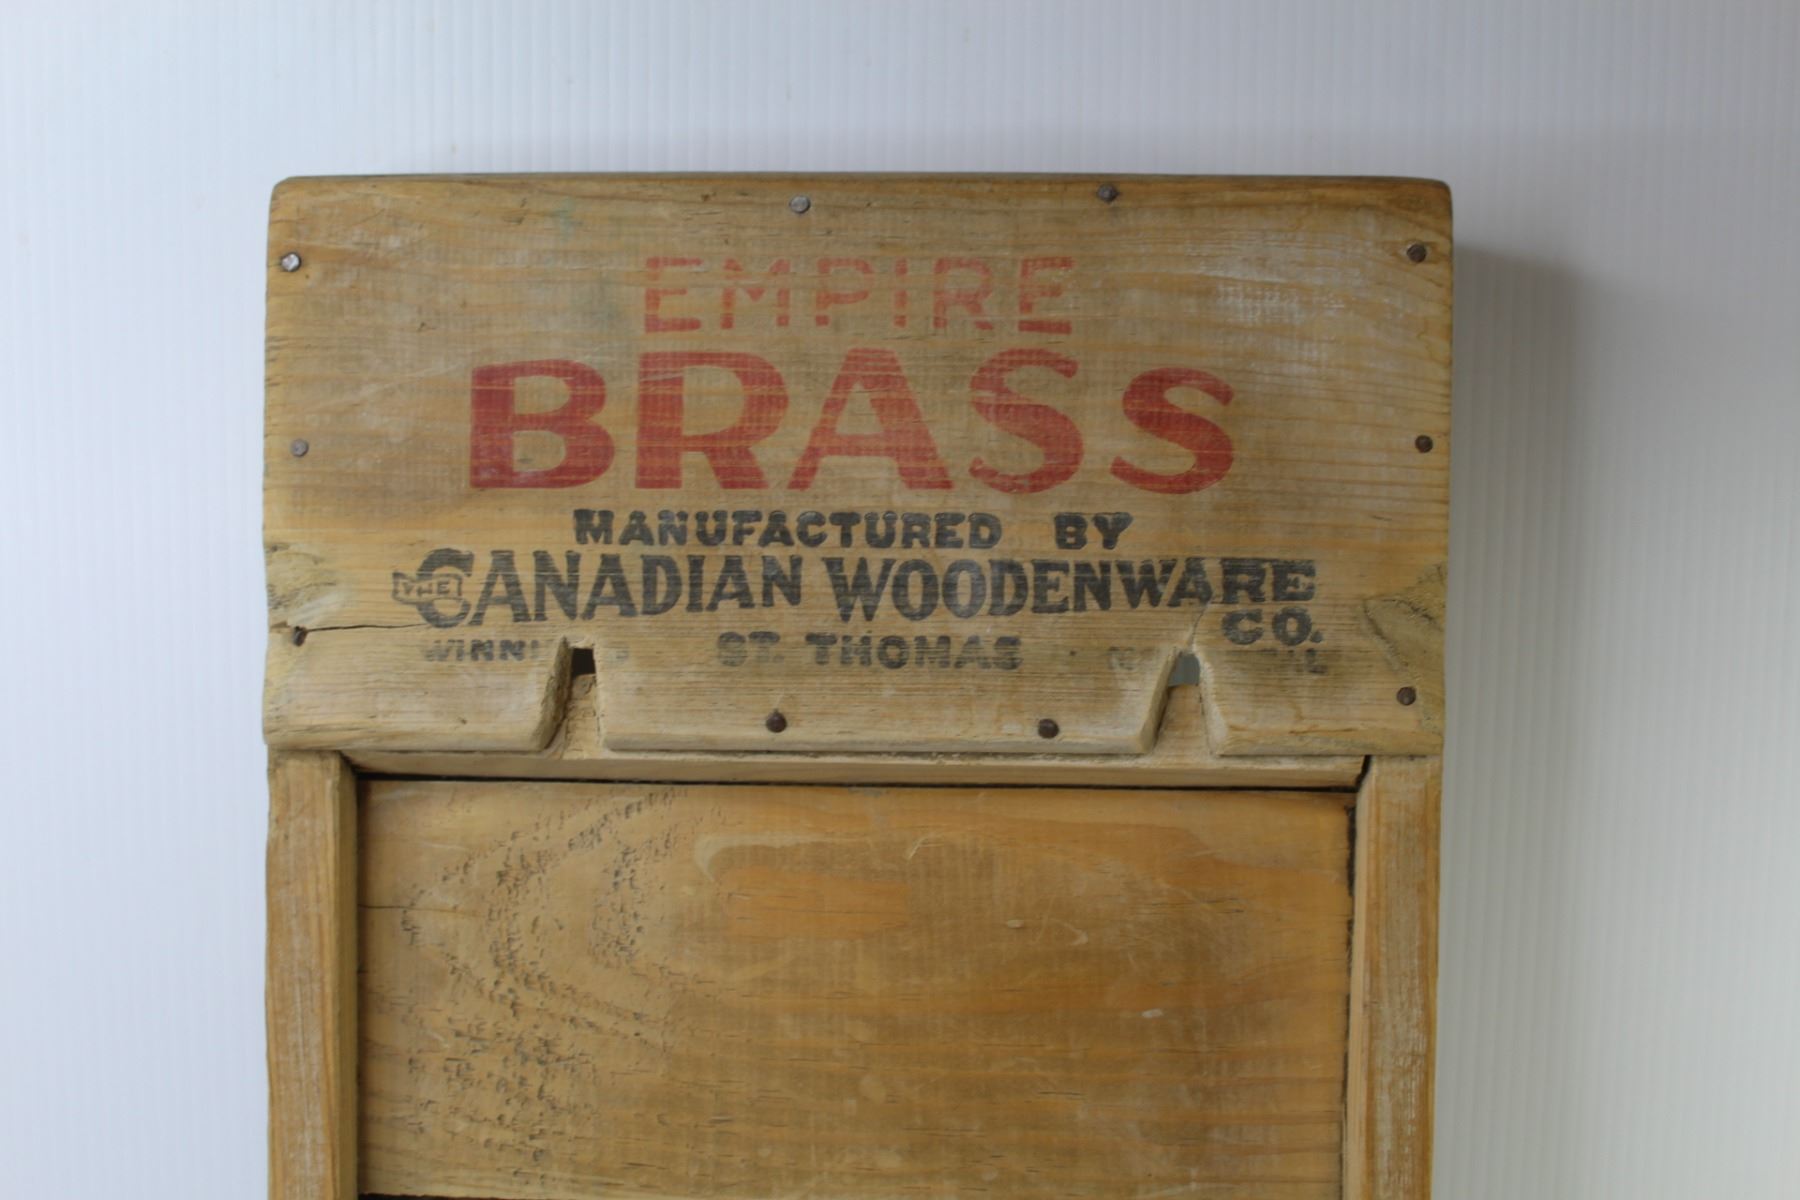 EMPIRE
BRASS
MANUFACTURED BY
THE CANADIAN WOODENWARE
CO.
ST. THOMAS